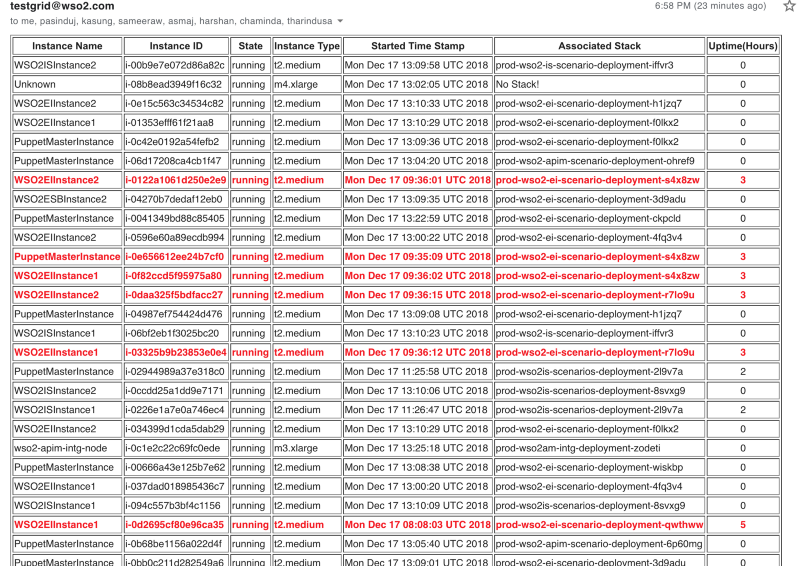 testgrid@wso2.com 6:58 PM (23 minutes ago)
to me, pasinduj, kasung, sameeraw, asmaj, harshan, chaminda, tharindusa
Instance Name Instance ID State Instance Type Started Time Stamp Associated Stack Uptime(Hours)
WSO2ISInstance2 i-00b9e7e072d86a82c running t2.medium Mon Dec 17 13:09:58 UTC 2018 prod-wso2-is-scenario-deployment-iffvr3 0
Unknown i-08b8ead3949f16c32 running m4.xlarge Mon Dec 17 13:02:05 UTC 2018 No Stack! 0
WSO2EIInstance2 i-0e15c563c34534c82 running t2.medium Mon Dec 17 13:10:33 UTC 2018 prod-wso2-ei-scenario-deployment-h1jzq7 0
WSO2EIInstance1 i-01353efff61f21aa8 running t2.medium Mon Dec 17 13:10:29 UTC 2018 prod-wso2-ei-scenario-deployment-f0lkx2 0
PuppetMasterInstance i-0c42e0192a54fefb2 running t2.medium Mon Dec 17 13:09:36 UTC 2018 prod-wso2-ei-scenario-deployment-f0lkx2 0
PuppetMasterInstance i-06d17208ca4cb1f47 running t2.medium Mon Dec 17 13:04:20 UTC 2018 prod-wso2-apim-scenario-deployment-ohref9 0
WSO2EIInstance2 i-0122a1061d250e2e9 running t2.medium Mon Dec 17 09:36:01 UTC 2018 prod-wso2-ei-scenario-deployment-s4x8zw 3
WSO2ESBInstance2 i-04270b7dedaf12eb0 running t2.medium Mon Dec 17 13:09:35 UTC 2018 prod-wso2-ei-scenario-deployment-3d9adu 0
PuppetMasterInstance i-0041349bd88c85405 running t2.medium Mon Dec 17 13:22:59 UTC 2018 prod-wso2-ei-scenario-deployment-ckpcld 0
WSO2EIInstance2 i-0596e60a89ecdb994 running t2.medium Mon Dec 17 13:00:22 UTC 2018 prod-wso2-ei-scenario-deployment-4fq3v4 0
PuppetMasterInstance i-0e656612ee24b7cf0 running t2.medium Mon Dec 17 09:35:09 UTC 2018 prod-wso2-ei-scenario-deployment-s4x8zw 3
WSO2EIInstance1 i-0f82ccd5f95975a80 running t2.medium Mon Dec 17 09:36:02 UTC 2018 prod-wso2-ei-scenario-deployment-s4x8zw 3
WSO2EIInstance2 i-0daa325f5bdfacc27 running t2.medium Mon Dec 17 09:36:15 UTC 2018 prod-wso2-ei-scenario-deployment-r7lo9u 3
PuppetMasterInstance i-04987ef754424d476 running t2.medium Mon Dec 17 13:09:08 UTC 2018 prod-wso2-ei-scenario-deployment-h1jzq7 0
WSO2ISInstance1 i-06bf2eb1f3025bc20 running t2.medium Mon Dec 17 13:10:23 UTC 2018 prod-wso2-is-scenario-deployment-iffvr3 0
WSO2EIInstance1 i-03325b9b23853e0e4 running t2.medium Mon Dec 17 09:36:12 UTC 2018 prod-wso2-ei-scenario-deployment-r7lo9u 3
PuppetMasterInstance i-02944989a37e318c0 running t2.medium Mon Dec 17 11:25:58 UTC 2018 prod-wso2is-scenarios-deployment-2l9v7a 2
WSO2ISInstance2 i-0ccdd25a1dd9e7171 running t2.medium Mon Dec 17 13:10:06 UTC 2018 prod-wso2is-scenarios-deployment-8svxg9 0
WSO2ISInstance1 i-0226e1a7e0a746ec4 running t2.medium Mon Dec 17 11:26:47 UTC 2018 prod-wso2is-scenarios-deployment-2l9v7a 2
WSO2EIInstance2 i-034399d1cda5dab29 running t2.medium Mon Dec 17 13:10:29 UTC 2018 prod-wso2-ei-scenario-deployment-f0lkx2 0
wso2-apim-intg-node i-0c1e2c22c69fc0ede running m3.xlarge Mon Dec 17 13:25:18 UTC 2018 prod-wso2am-intg-deployment-zodeti 0
PuppetMasterInstance i-00666a43e125b7e62 running t2.medium Mon Dec 17 13:08:38 UTC 2018 prod-wso2-ei-scenario-deployment-wiskbp 0
WSO2EIInstance1 i-037dad018985436c7 running t2.medium Mon Dec 17 13:00:20 UTC 2018 prod-wso2-ei-scenario-deployment-4fq3v4 0
WSO2ISInstance1 i-094c557b3bf4c1156 running t2.medium Mon Dec 17 13:10:09 UTC 2018 prod-wso2is-scenarios-deployment-8svxg9 0
WSO2EIInstance1 i-0d2695cf80e96ca35 running t2.medium Mon Dec 17 08:08:03 UTC 2018 prod-wso2-ei-scenario-deployment-qwthww 5
PuppetMasterInstance i-0b68be1156a022d4f running t2.medium Mon Dec 17 13:05:40 UTC 2018 prod-wso2-apim-scenario-deployment-6p60mg 0
PuppetMasterInstance i-0bb0c211d282549a6 running t2.medium Mon Dec 17 13:09:01 UTC 2018 prod-wso2-ei-scenario-deployment-3d9adu 0